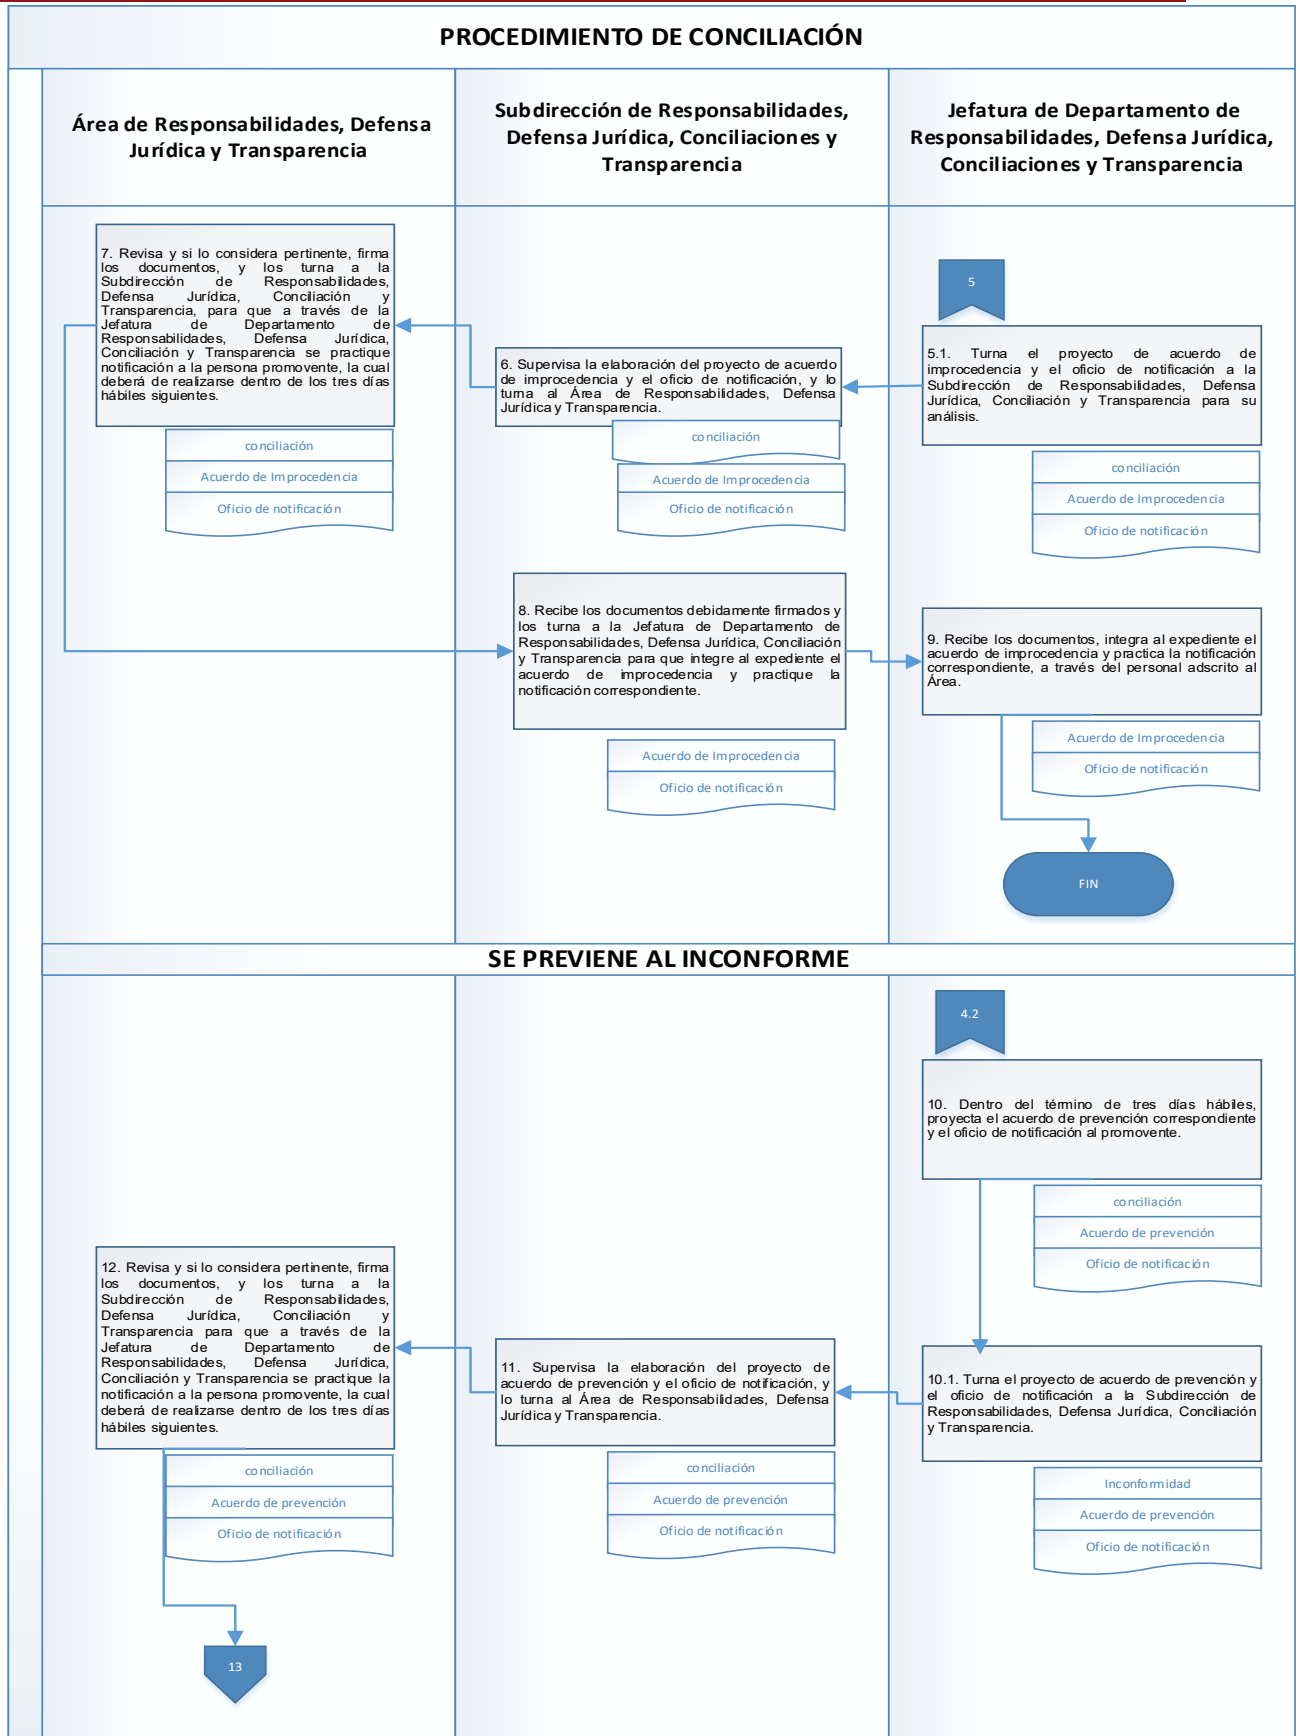 PROCEDIMIENTO DE CONCILIACIÓN
Área de Responsabilidades, Defensa
Jurídica y Transparencia
Subdirección de Responsabilidades,
Defensa Jurídica, Conciliaciones y
Transparencia
Jefatura de Departamento de
Responsabilidades, Defensa Jurídica,
Conciliaciones y Transparencia
7. Revisa y si lo considera pertinente, firma
los documentos, y los turna a la
Subdirección de Responsabilidades,
Defensa Jurídica, Conciliación y
Transparencia, para que a través de la
Jefatura de Departamento de
Responsabilidades, Defensa Jurídica,
Conciliación y Transparencia se practique
notificación a la persona promovente, la cual
deberá de realizarse dentro de los tres días
hábiles siguientes.
conciliación
Acuerdo de Improcedencia
Oficio de notificación
6. Supervisa la elaboración del proyecto de acuerdo
de improcedencia y el oficio de notificación, y lo
turna al Área de Responsabilidades, Defensa
Jurídica y Transparencia.
conciliación
Acuerdo de Improcedencia
Oficio de notificación
5
5.1. Turna el proyecto de acuerdo de
improcedencia y el oficio de notificación a la
Subdirección de Responsabilidades, Defensa
Jurídica, Conciliación y Transparencia para su
análisis.
conciliación
Acuerdo de Improcedencia
Oficio de notificación
8. Recibe los documentos debidamente firmados y
los turna a la Jefatura de Departamento de
Responsabilidades, Defensa Jurídica, Conciliación
y Transparencia para que integre al expediente el
acuerdo de improcedencia y practique la
notificación correspondiente.
Acuerdo de Improcedencia
Oficio de notificación
9. Recibe los documentos, integra al expediente el
acuerdo de improcedencia y practica la notificación
correspondiente, a través del personal adscrito al
Área.
Acuerdo de Improcedencia
Oficio de notificación
FIN
SE PREVIENE AL INCONFORME
4.2
10. Dentro del término de tres días hábiles,
proyecta el acuerdo de prevención correspondiente
y el oficio de notificación al promovente.
conciliación
Acuerdo de prevención
Oficio de notificación
12. Revisa y si lo considera pertinente, firma
los documentos, y los turna a la
Subdirección de Responsabilidades,
Defensa Jurídica, Conciliación y
Transparencia para que a través de la
Jefatura de Departamento de
Responsabilidades, Defensa Jurídica,
Conciliación y Transparencia se practique la
notificación a la persona promovente, la cual
deberá de realizarse dentro de los tres días
hábiles siguientes.
conciliación
Acuerdo de prevención
Oficio de notificación
11. Supervisa la elaboración del proyecto de
acuerdo de prevención y el oficio de notificación, y
lo turna al Área de Responsabilidades, Defensa
Jurídica y Transparencia.
conciliación
Acuerdo de prevención
Oficio de notificación
10.1. Turna el proyecto de acuerdo de prevención y
el oficio de notificación a la Subdirección de
Responsabilidades, Defensa Jurídica, Conciliación
y Transparencia.
Inconformidad
Acuerdo de prevención
Oficio de notificación
13